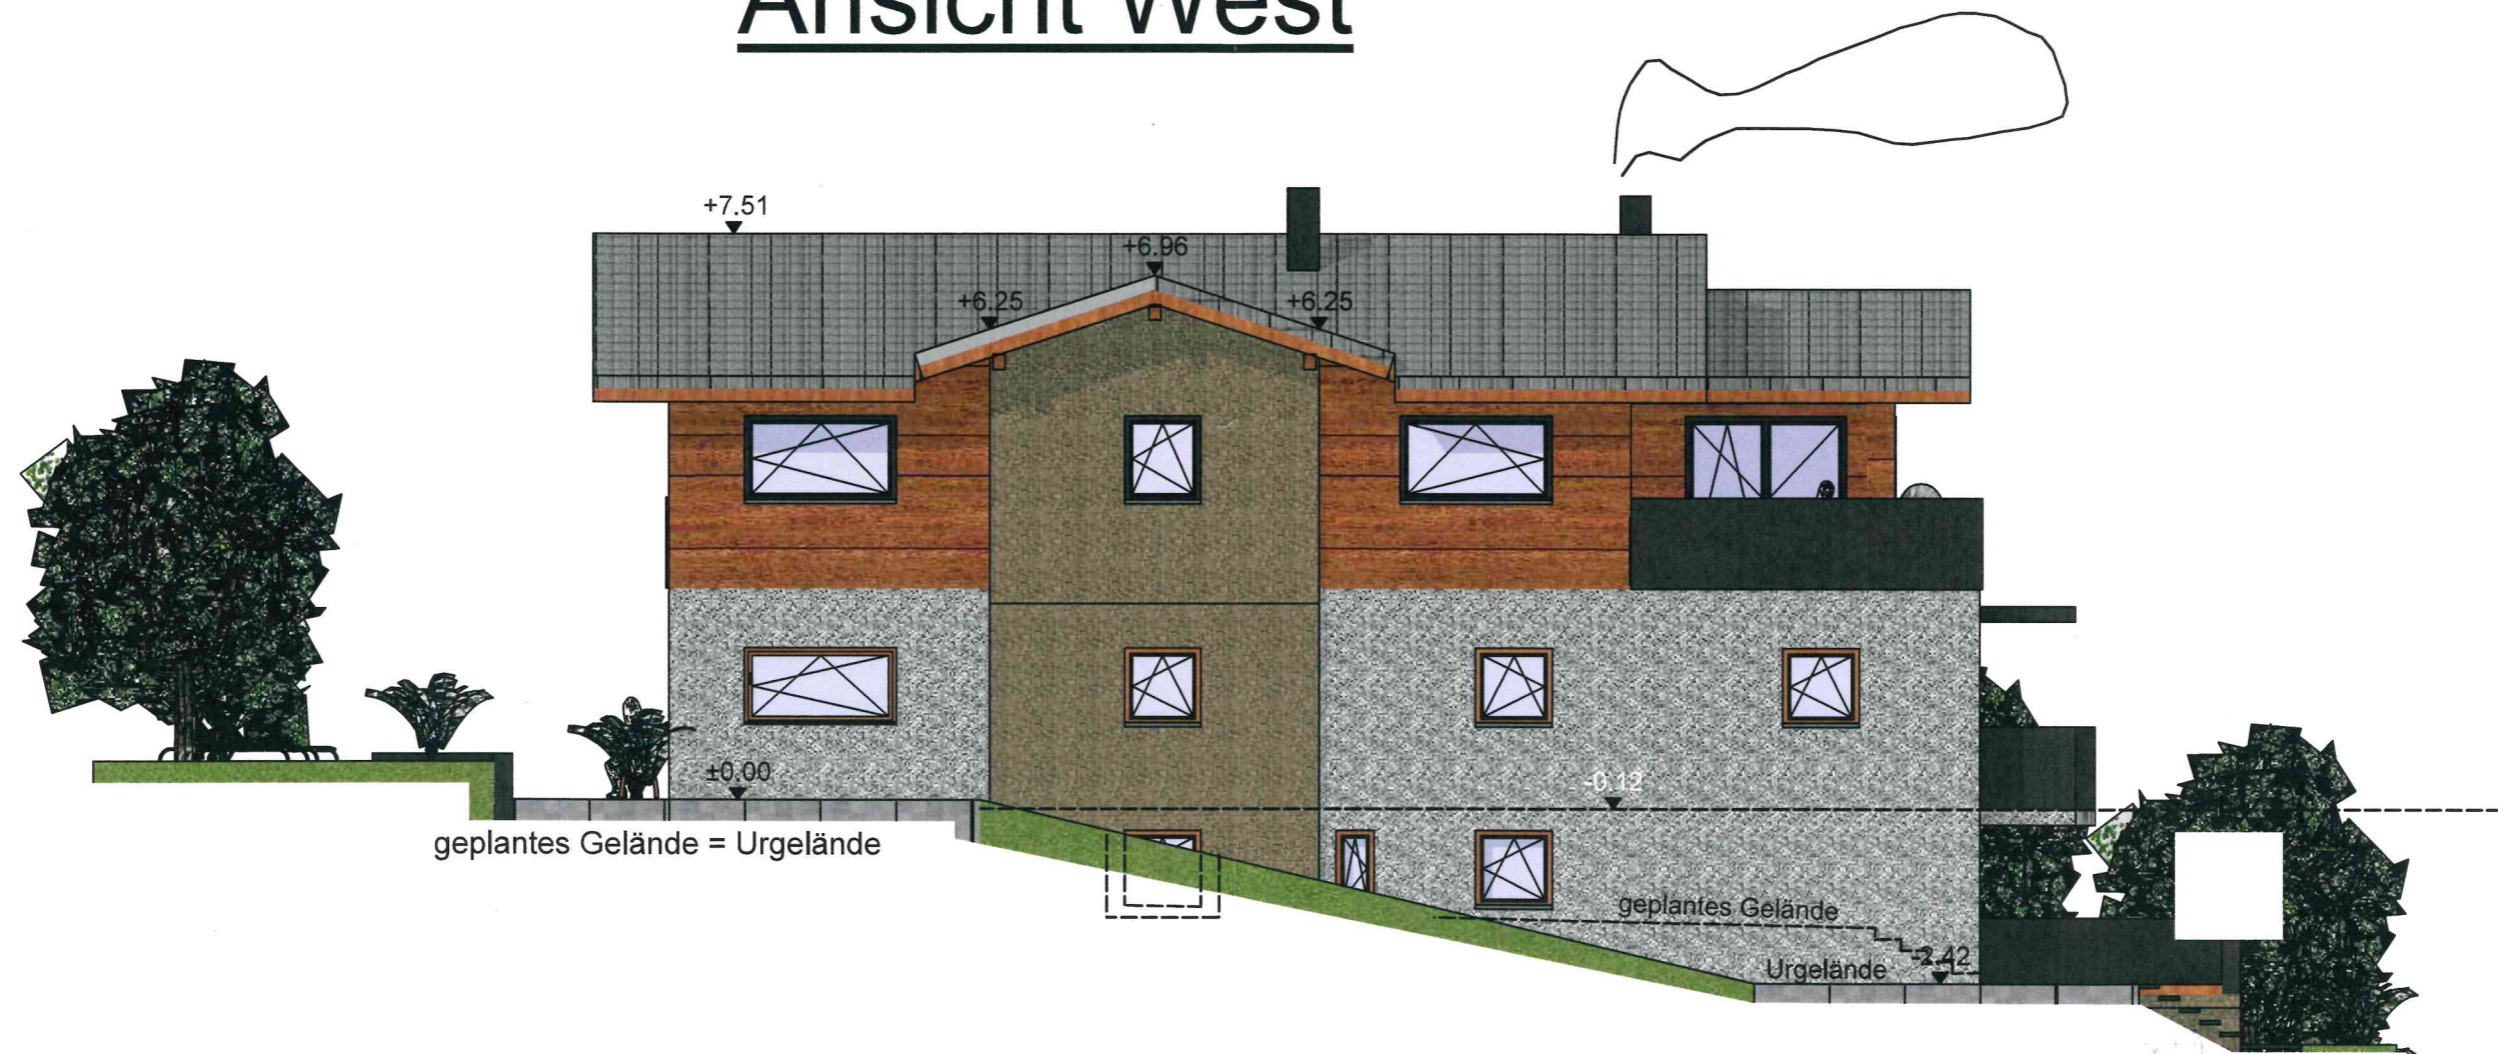 Ansicht West
+7.51
+6.96
+6.25
+6.25
±0.00
-0.12
geplantes Gelände = Urgelände
geplantes Gelände
-2.42
Urgelände